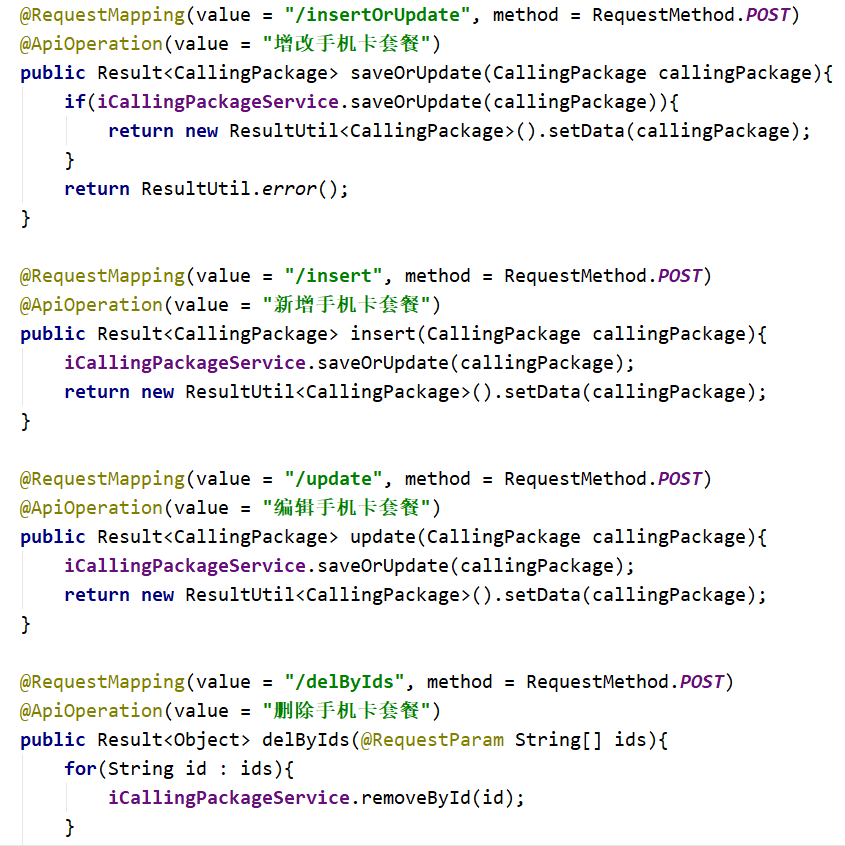 @RequestMapping(value = "/insertOrUpdate", method = RequestMethod.POST)
@ApiOperation(value = "增改手机卡套餐")
public Result<CallingPackage> saveOrUpdate(CallingPackage callingPackage){
    if(iCallingPackageService.saveOrUpdate(callingPackage)){
        return new ResultUtil<CallingPackage>().setData(callingPackage);
    }
    return ResultUtil.error();
}

@RequestMapping(value = "/insert", method = RequestMethod.POST)
@ApiOperation(value = "新增手机卡套餐")
public Result<CallingPackage> insert(CallingPackage callingPackage){
    iCallingPackageService.saveOrUpdate(callingPackage);
    return new ResultUtil<CallingPackage>().setData(callingPackage);
}

@RequestMapping(value = "/update", method = RequestMethod.POST)
@ApiOperation(value = "编辑手机卡套餐")
public Result<CallingPackage> update(CallingPackage callingPackage){
    iCallingPackageService.saveOrUpdate(callingPackage);
    return new ResultUtil<CallingPackage>().setData(callingPackage);
}

@RequestMapping(value = "/delByIds", method = RequestMethod.POST)
@ApiOperation(value = "删除手机卡套餐")
public Result<Object> delByIds(@RequestParam String[] ids){
    for(String id : ids){
        iCallingPackageService.removeById(id);
    }